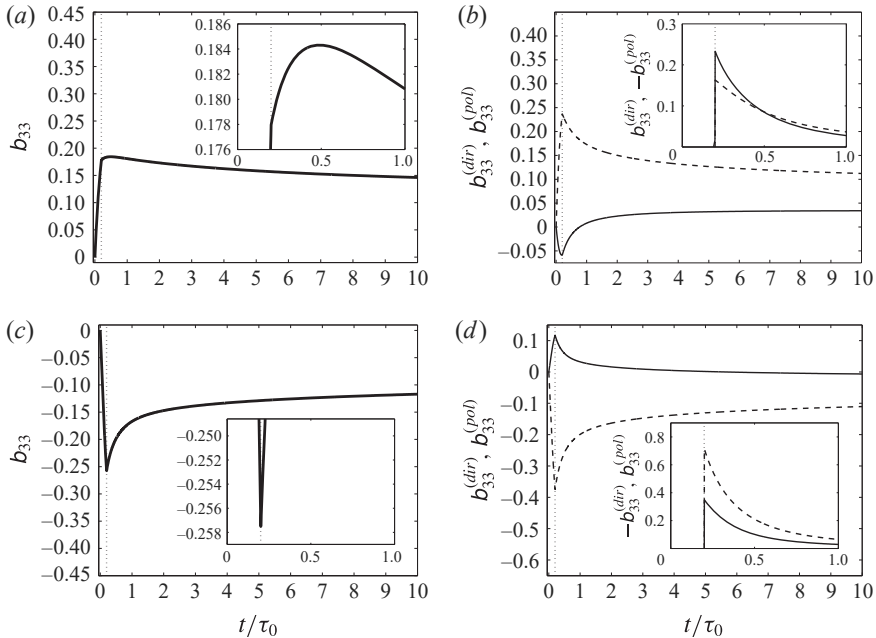 (a)
0.45
0.40
0.35
0.30
0.25
0.20
0.15
0.10
0.05
0
b33
0 1 2 3 4 5 6 7 8 9 10
0.186
0.184
0.182
0.180
0.178
0.176
0 0.5 1.0
(b)
0.40
0.35
0.30
0.25
0.20
0.15
0.10
0.05
0
−0.05
b33^(dir), b33^(pol)
0 1 2 3 4 5 6 7 8 9 10
0.3
0.2
0.1
b33^(dir), −b33^(pol)
0 0.5 1.0
(c)
0
−0.05
−0.10
−0.15
−0.20
−0.25
−0.30
−0.35
−0.40
−0.45
b33
0 1 2 3 4 5 6 7 8 9 10
t/τ0
−0.250
−0.252
−0.254
−0.256
−0.258
0 0.5 1.0
(d)
0.1
0
−0.1
−0.2
−0.3
−0.4
−0.5
−0.6
b33^(dir), b33^(pol)
0 1 2 3 4 5 6 7 8 9 10
t/τ0
0.8
0.6
0.4
0.2
−b33^(dir), b33^(pol)
0 0.5 1.0